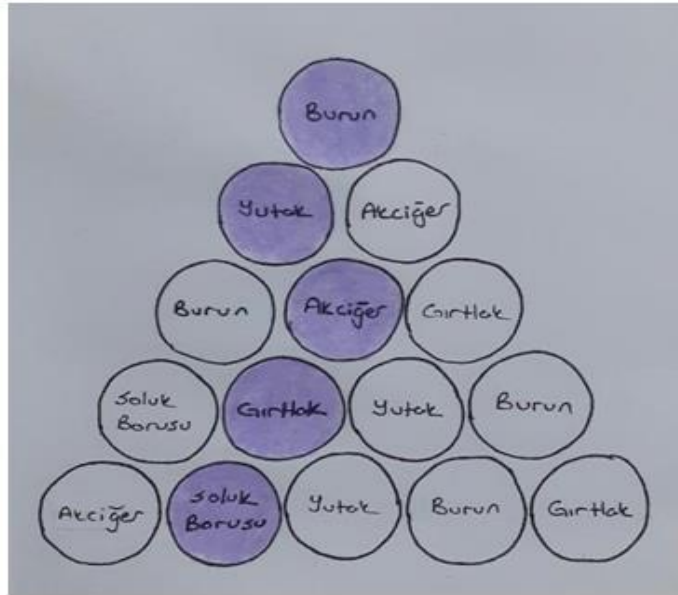 Burun
Yutak Akciğer
Burun Akciğer Gırtlak
Soluk Borusu Gırtlak Yutak Burun
Akciğer Soluk Borusu Yutak Burun Gırtlak